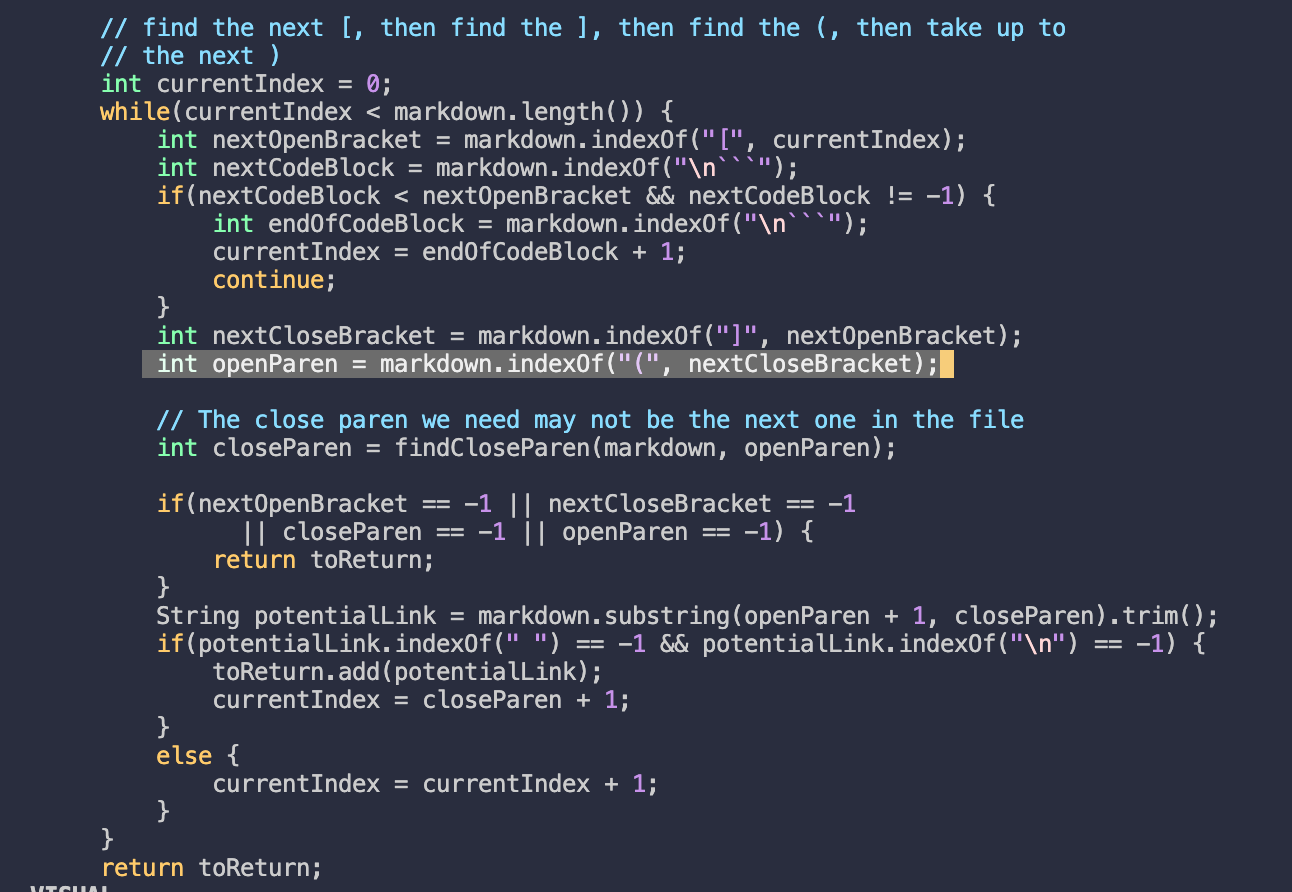 // find the next [, then find the ], then find the (, then take up to
// the next )
int currentIndex = 0;
while(currentIndex < markdown.length()) {
    int nextOpenBracket = markdown.indexOf("[", currentIndex);
    int nextCodeBlock = markdown.indexOf("\n```");
    if(nextCodeBlock < nextOpenBracket && nextCodeBlock != -1) {
        int endOfCodeBlock = markdown.indexOf("\n```");
        currentIndex = endOfCodeBlock + 1;
        continue;
    }
    int nextCloseBracket = markdown.indexOf("]", nextOpenBracket);
    int openParen = markdown.indexOf("(", nextCloseBracket);

    // The close paren we need may not be the next one in the file
    int closeParen = findCloseParen(markdown, openParen);

    if(nextOpenBracket == -1 || nextCloseBracket == -1
          || closeParen == -1 || openParen == -1) {
        return toReturn;
    }
    String potentialLink = markdown.substring(openParen + 1, closeParen).trim();
    if(potentialLink.indexOf(" ") == -1 && potentialLink.indexOf("\n") == -1) {
        toReturn.add(potentialLink);
        currentIndex = closeParen + 1;
    }
    else {
        currentIndex = currentIndex + 1;
    }
}
return toReturn;
VISUAL